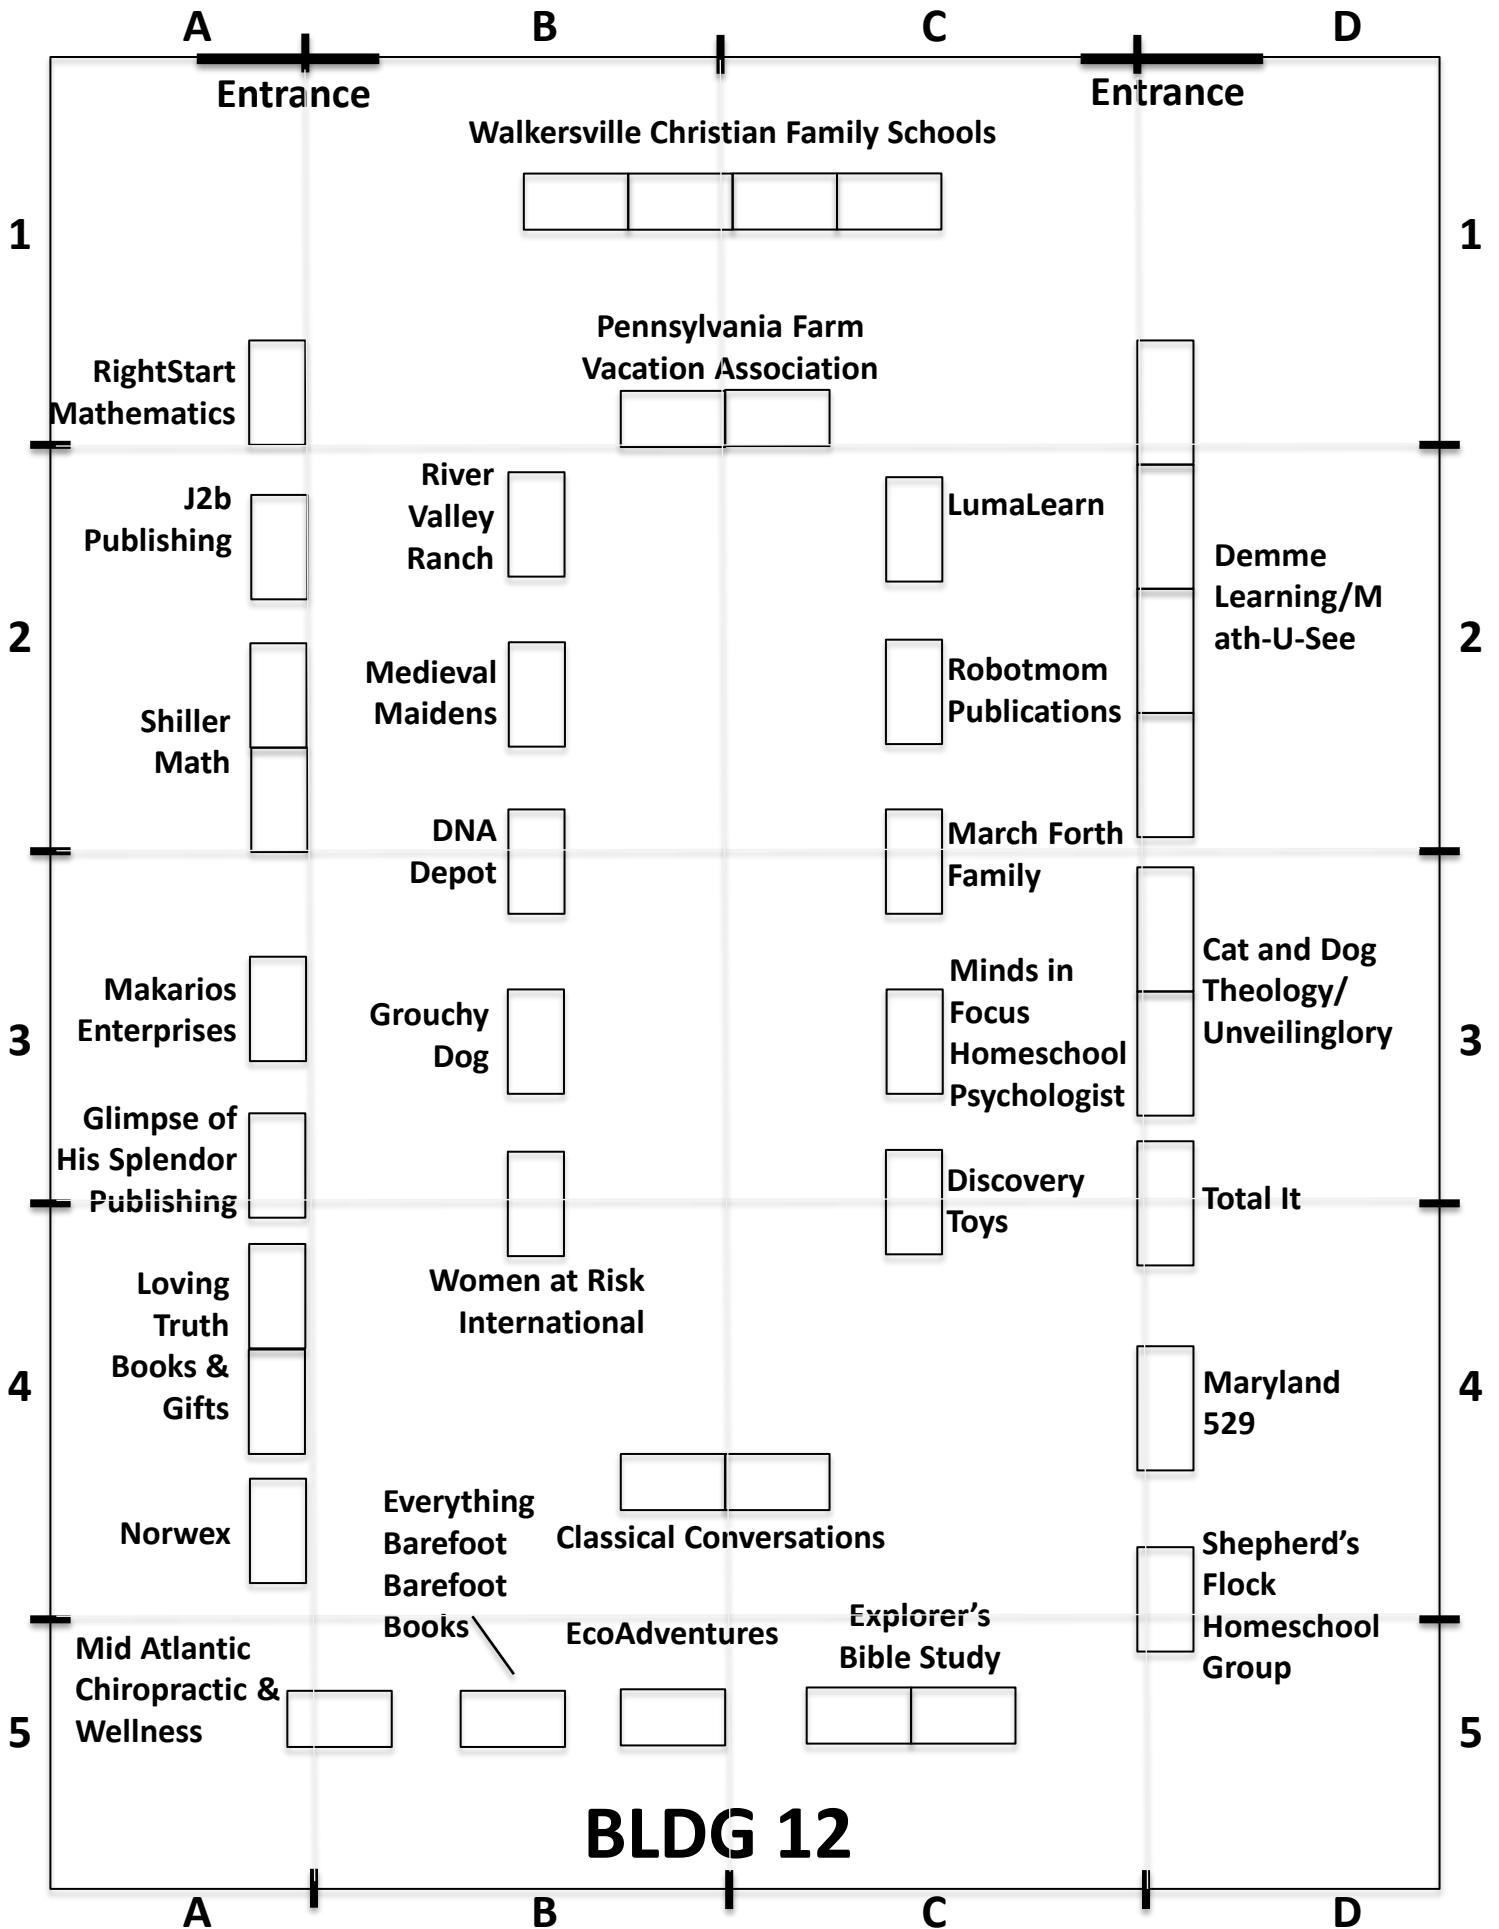 A
B
C
D
Entrance
Entrance
Walkersville Christian Family Schools
1
1
Pennsylvania Farm
Vacation Association
RightStart
Mathematics
J2b
Publishing
River
Valley
Ranch
LumaLearn
Demme
Learning/M
ath-U-See
2
2
Medieval
Maidens
Robotmom
Publications
Shiller
Math
DNA
Depot
March Forth
Family
Makarios
Enterprises
Grouchy
Dog
Minds in
Focus
Homeschool
Psychologist
Cat and Dog
Theology/
Unveilinglory
3
3
Glimpse of
His Splendor
Publishing
Discovery
Toys
Total It
Women at Risk
International
Loving
Truth
Books &
Gifts
4
4
Maryland
529
Norwex
Everything
Barefoot
Barefoot
Books
Classical Conversations
Shepherd’s
Flock
Homeschool
Group
EcoAdventures
Explorer’s
Bible Study
Mid Atlantic
Chiropractic &
Wellness
5
5
BLDG 12
A
B
C
D